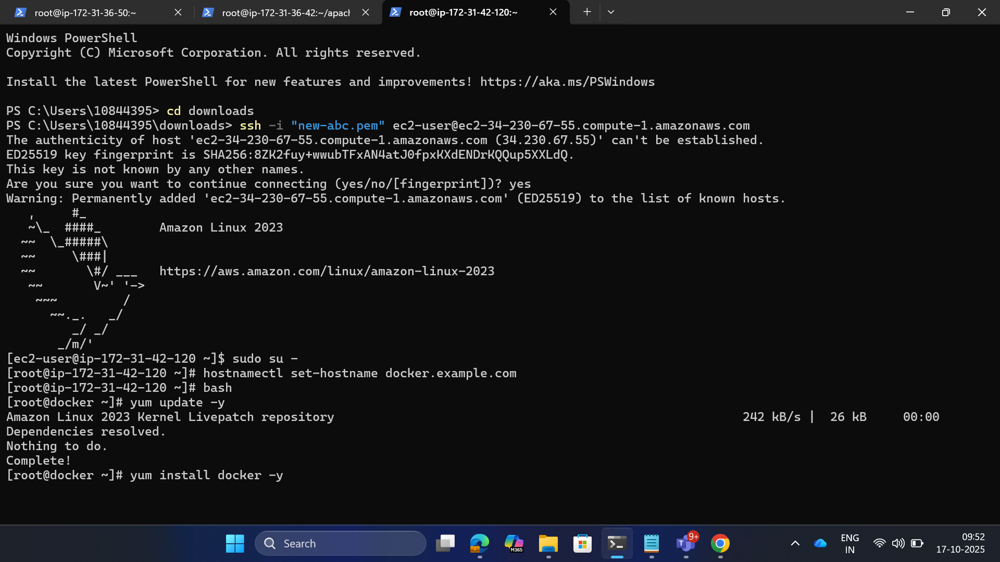 root@ip-172-31-36-50:~
root@ip-172-31-36-42:~/apacl
root@ip-172-31-42-120:~
Windows PowerShell
Copyright (C) Microsoft Corporation. All rights reserved.
Install the latest PowerShell for new features and improvements! https://aka.ms/PSWindows
PS C:\Users\10844395> cd downloads
PS C:\Users\10844395\downloads> ssh -i "new-abc.pem" ec2-user@ec2-34-230-67-55.compute-1.amazonaws.com
The authenticity of host 'ec2-34-230-67-55.compute-1.amazonaws.com (34.230.67.55)' can't be established.
ED25519 key fingerprint is SHA256:8ZK2fuy+wwubTFxAN4atJ0fpxKXdENDrKQQup5XXLdQ.
This key is not known by any other names.
Are you sure you want to continue connecting (yes/no/[fingerprint])? yes
Warning: Permanently added 'ec2-34-230-67-55.compute-1.amazonaws.com' (ED25519) to the list of known hosts.
   ,     #_
   ~\_  ####_        Amazon Linux 2023
  ~~  \_#####\
  ~~     \###|
  ~~       \#/ ___   https://aws.amazon.com/linux/amazon-linux-2023
   ~~       V~' '->
    ~~~         /
      ~~._.   _/
         _/ _/
       _/m/'
[ec2-user@ip-172-31-42-120 ~]$ sudo su -
[root@ip-172-31-42-120 ~]# hostnamectl set-hostname docker.example.com
[root@ip-172-31-42-120 ~]# bash
[root@docker ~]# yum update -y
Amazon Linux 2023 Kernel Livepatch repository 242 kB/s | 26 kB 00:00
Dependencies resolved.
Nothing to do.
Complete!
[root@docker ~]# yum install docker -y
Search
M365
T
9+
ENG
IN
09:52
17-10-2025